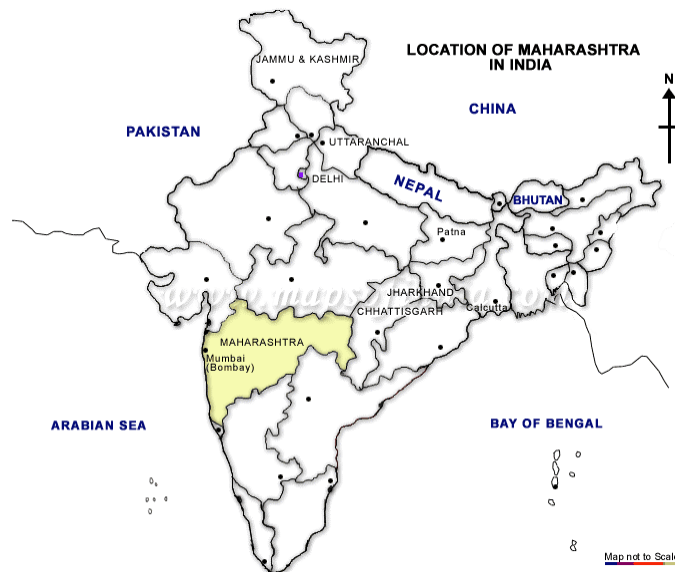 LOCATION OF MAHARASHTRA
IN INDIA
JAMMU & KASHMIR
N
CHINA
PAKISTAN
UTTARANCHAL
DELHI
NEPAL
BHUTAN
Patna
JHARKHAND
CHHATTISGARH
Calcutta
MAHARASHTRA
Mumbai
(Bombay)
ARABIAN SEA
BAY OF BENGAL
Map not to Scale